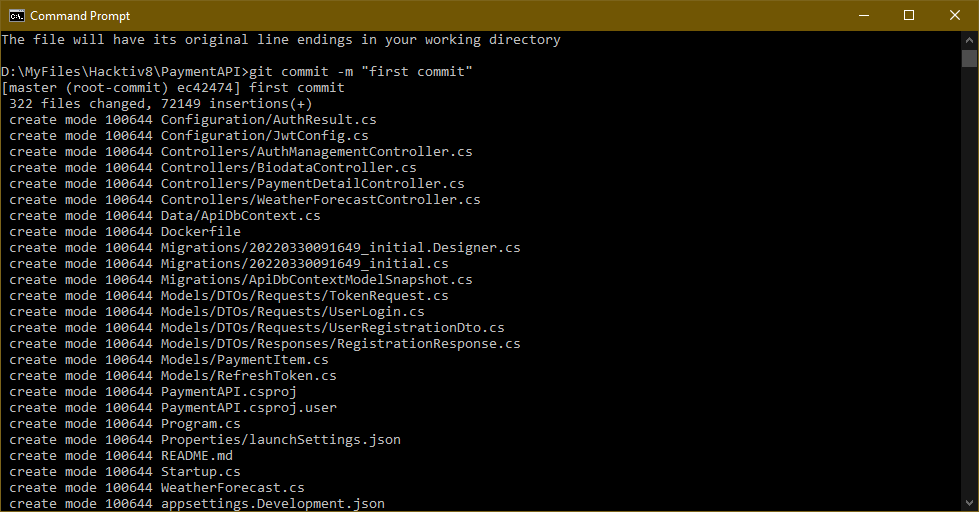 Command Prompt
The file will have its original line endings in your working directory
D:\MyFiles\Hacktiv8\PaymentAPI>git commit -m "first commit"
[master (root-commit) ec42474] first commit
 322 files changed, 72149 insertions(+)
 create mode 100644 Configuration/AuthResult.cs
 create mode 100644 Configuration/JwtConfig.cs
 create mode 100644 Controllers/AuthManagementController.cs
 create mode 100644 Controllers/BiodataController.cs
 create mode 100644 Controllers/PaymentDetailController.cs
 create mode 100644 Controllers/WeatherForecastController.cs
 create mode 100644 Data/ApiDbContext.cs
 create mode 100644 Dockerfile
 create mode 100644 Migrations/20220330091649_initial.Designer.cs
 create mode 100644 Migrations/20220330091649_initial.cs
 create mode 100644 Migrations/ApiDbContextModelSnapshot.cs
 create mode 100644 Models/DTOs/Requests/TokenRequest.cs
 create mode 100644 Models/DTOs/Requests/UserLogin.cs
 create mode 100644 Models/DTOs/Requests/UserRegistrationDto.cs
 create mode 100644 Models/DTOs/Responses/RegistrationResponse.cs
 create mode 100644 Models/PaymentItem.cs
 create mode 100644 Models/RefreshToken.cs
 create mode 100644 PaymentAPI.csproj
 create mode 100644 PaymentAPI.csproj.user
 create mode 100644 Program.cs
 create mode 100644 Properties/launchSettings.json
 create mode 100644 README.md
 create mode 100644 Startup.cs
 create mode 100644 WeatherForecast.cs
 create mode 100644 appsettings.Development.json